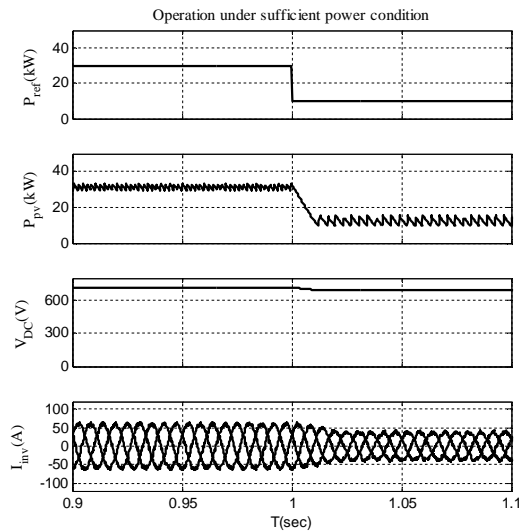 Operation under sufficient power condition
P_ref(kW)
40
20
0
P_pv(kW)
40
20
0
V_DC(V)
600
300
0
I_inv(A)
100
50
0
-50
-100
0.9 0.95 1 1.05 1.1
T(sec)